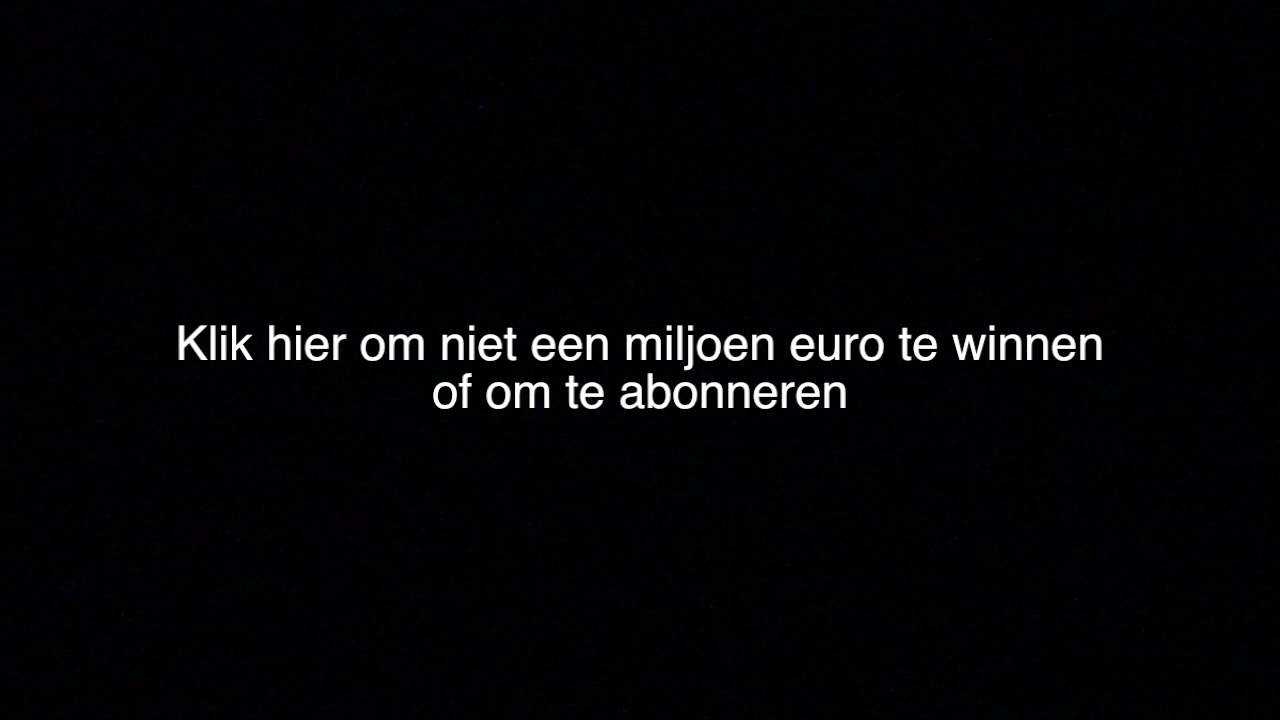 Klik hier om niet een miljoen euro te winnen
of om te abonneren